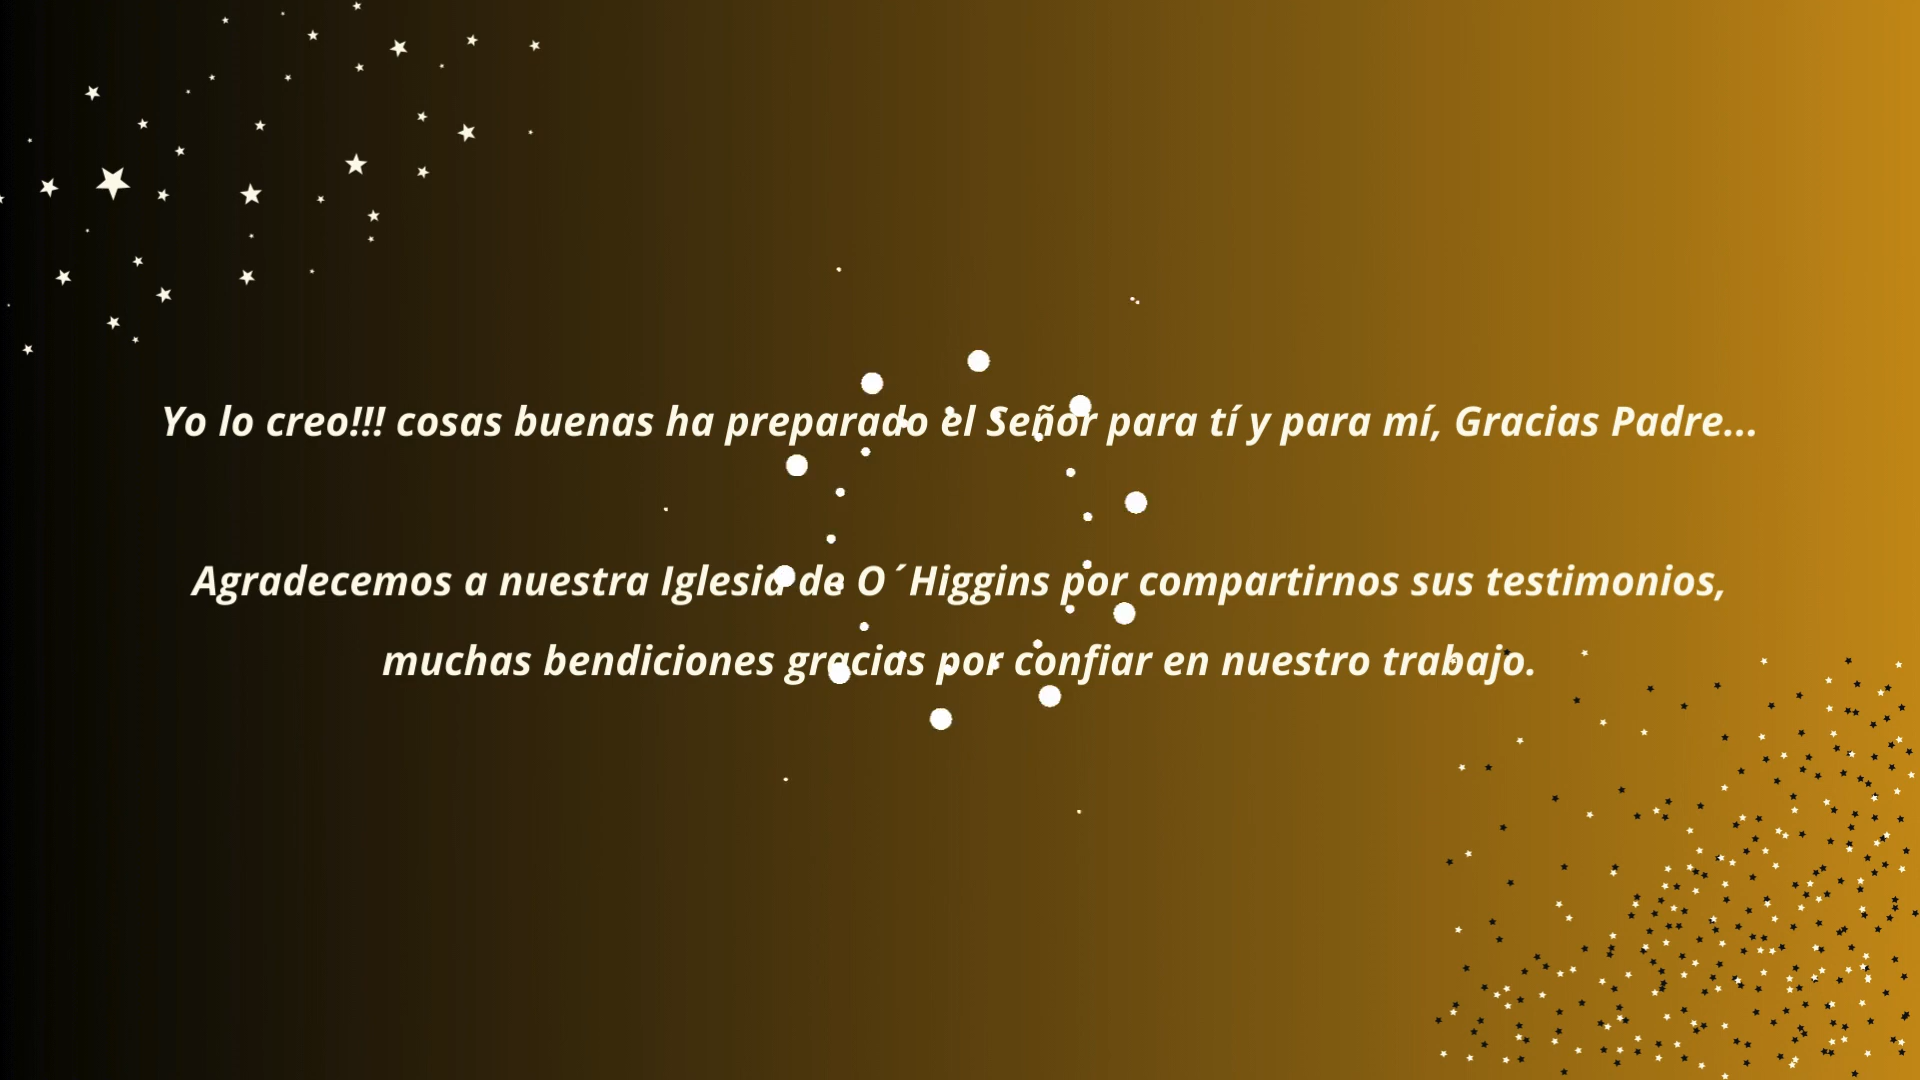 Yo lo creo!!! cosas buenas ha preparado el Señor para tí y para mí, Gracias Padre...
Agradecemos a nuestra Iglesia de O´Higgins por compartirnos sus testimonios,
muchas bendiciones gracias por confiar en nuestro trabajo.